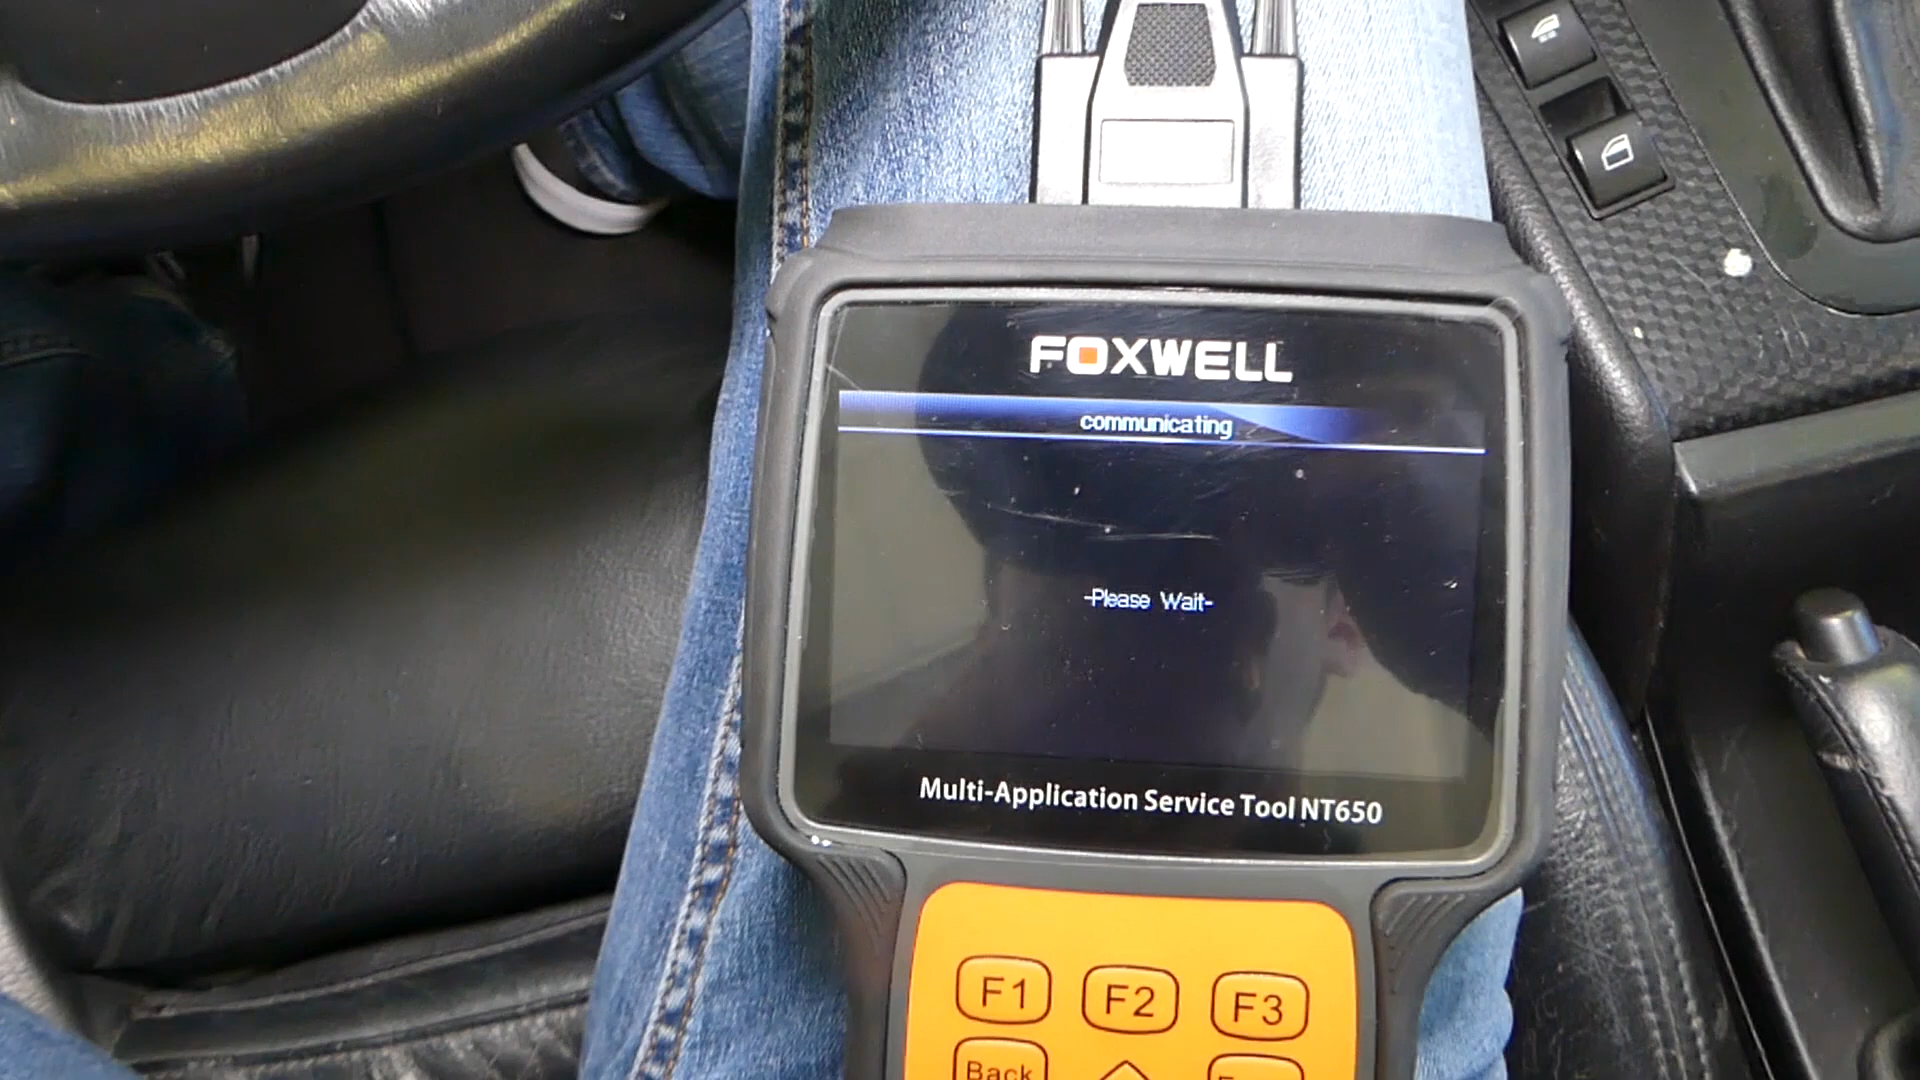 FOXWELL
communicating
-Please Wait-
Multi-Application Service Tool NT650
F1 F2 F3
Back